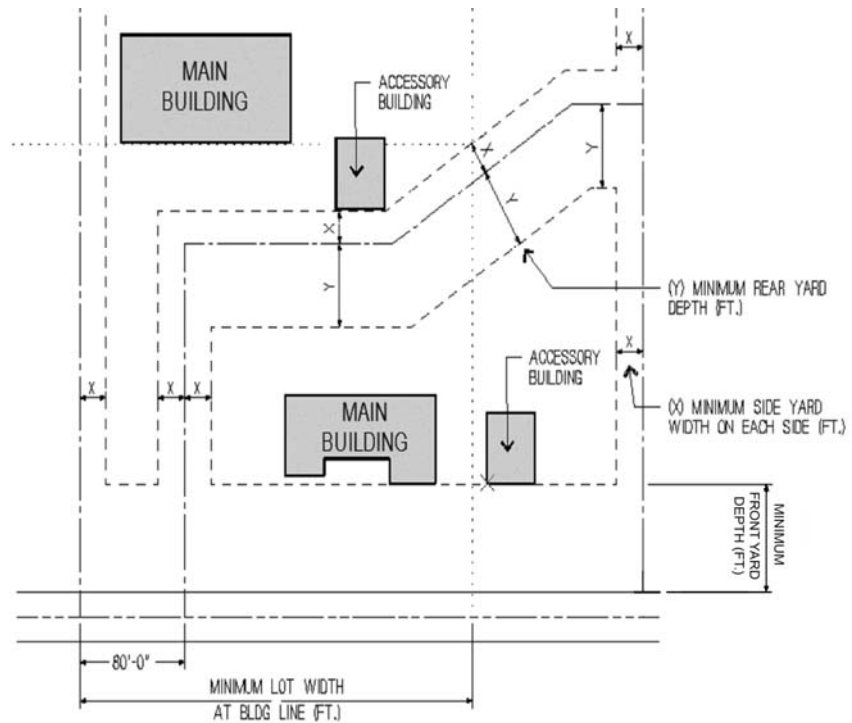 X
MAIN
BUILDING
ACCESSORY
BUILDING
X
Y
Y
X
Y
(Y) MINIMUM REAR YARD
DEPTH (FT.)
X
ACCESSORY
BUILDING
X
X
X
MAIN
BUILDING
(X) MINIMUM SIDE YARD
WIDTH ON EACH SIDE (FT.)
MINIMUM
FRONT YARD
DEPTH (FT.)
80'-0"
MINIMUM LOT WIDTH
AT BLDG LINE (FT.)